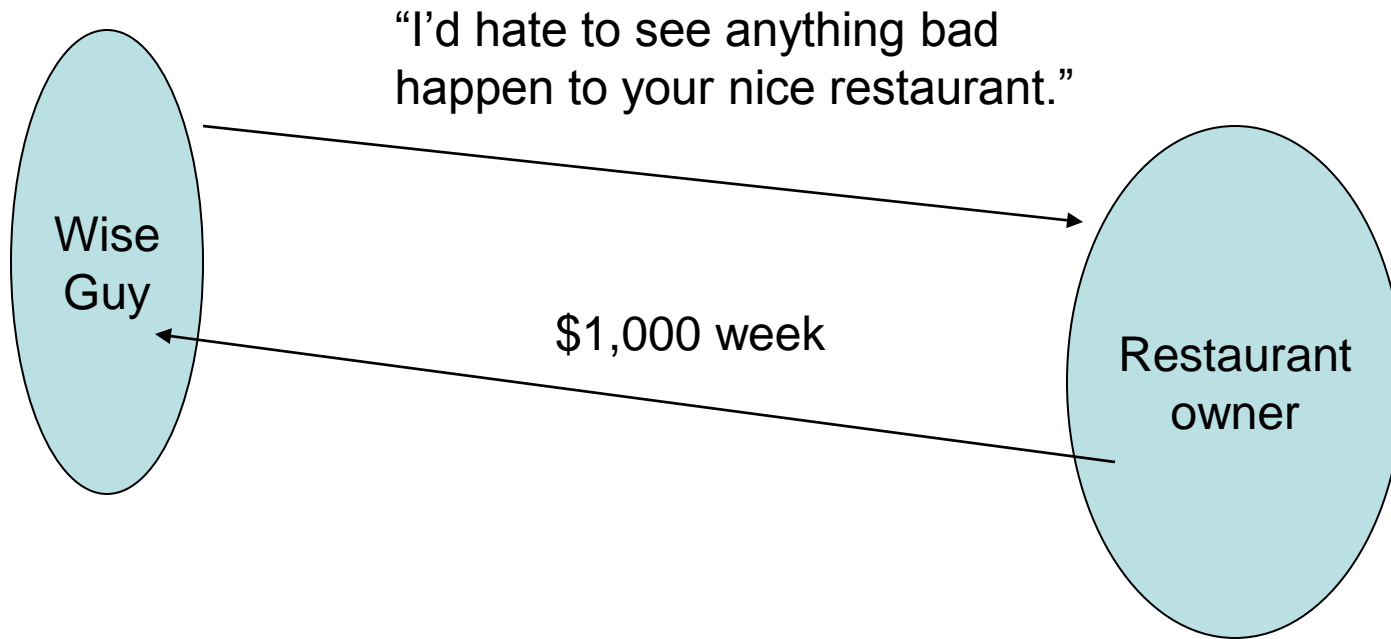 “I’d hate to see anything bad
happen to your nice restaurant.”
Wise
Guy
$1,000 week
Restaurant
owner